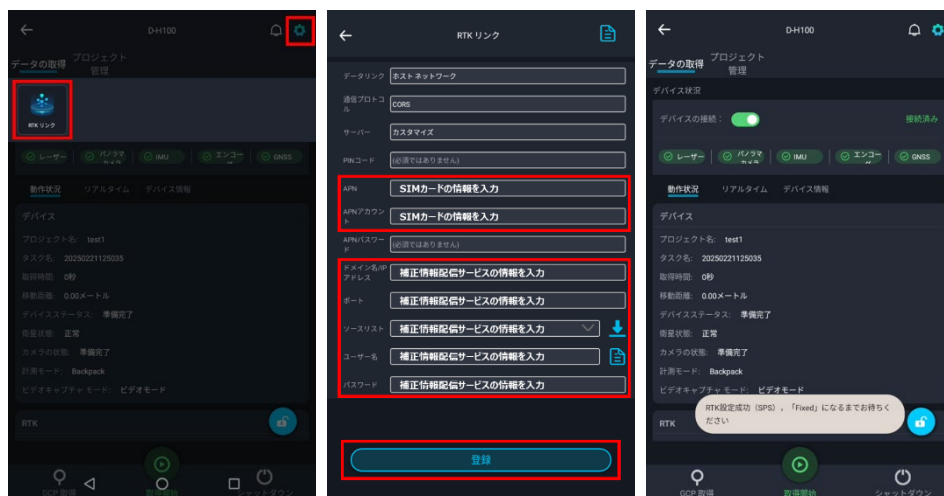 D-H100
データの取得
プロジェクト
管理
RTK リンク
レーザー
パノラマ
カメラ
IMU
エンコー
GNSS
動作状況
リアルタイム
デバイス情報
デバイス
プロジェクト名: test1
タスク名: 20250221125035
取得時間: 0秒
移動距離: 0.00メートル
デバイスステータス: 準備完了
衛星状態: 正常
カメラの状態: 準備完了
計測モード: Backpack
ビデオキャプチャ モード: ビデオモード
RTK
GCP 取得
取得開始
シャットダウン
RTK リンク
データリンク
ホスト ネットワーク
通信プロトコ
ル
CORS
サーバー
カスタマイズ
PINコード
(必須ではありません)
APN
SIMカードの情報を入力
APNアカウン
ト
SIMカードの情報を入力
APNパスワー
ド
(必須ではありません)
ドメイン名/IP
アドレス
補正情報配信サービスの情報を入力
ポート
補正情報配信サービスの情報を入力
ソースリスト
補正情報配信サービスの情報を入力
ユーザー名
補正情報配信サービスの情報を入力
パスワード
補正情報配信サービスの情報を入力
登録
D-H100
データの取得
プロジェクト
管理
デバイス状況
デバイスの接続:
接続済み
レーザー
パノラマ
カメラ
IMU
エンコー
GNSS
動作状況
リアルタイム
デバイス情報
デバイス
プロジェクト名: test1
タスク名: 20250221125035
取得時間: 0秒
移動距離: 0.00メートル
デバイスステータス: 準備完了
衛星状態: 正常
カメラの状態: 準備完了
計測モード: Backpack
ビデオキャプチャ モード: ビデオモード
RTK設定成功（SPS）, 「Fixed」になるまでお待ちく
ださい
RTK
GCP 取得
取得開始
シャットダウン